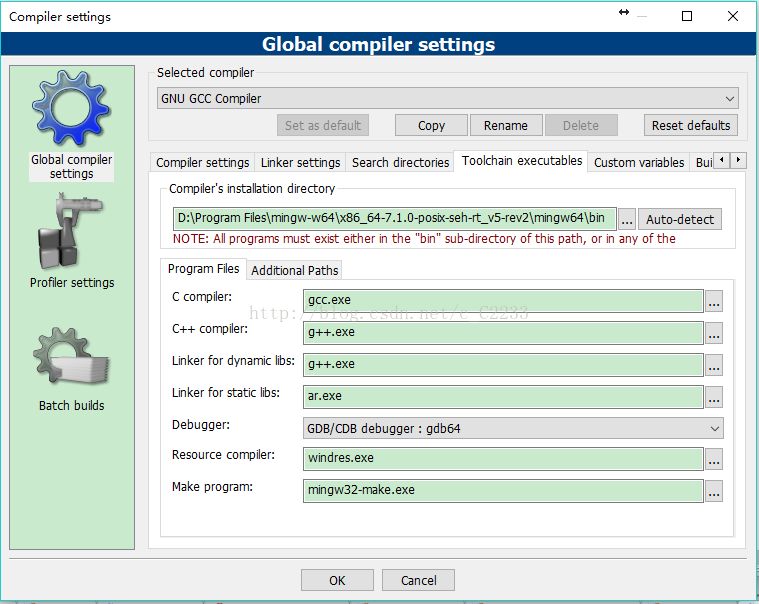 Compiler settings
Global compiler settings
Global compiler
settings
Profiler settings
Batch builds
Selected compiler
GNU GCC Compiler
Set as default
Copy
Rename
Delete
Reset defaults
Compiler settings
Linker settings
Search directories
Toolchain executables
Custom variables
Bui
Compiler's installation directory
D:\Program Files\mingw-w64\x86_64-7.1.0-posix-seh-rt_v5-rev2\mingw64\bin
...
Auto-detect
NOTE: All programs must exist either in the "bin" sub-directory of this path, or in any of the
Program Files
Additional Paths
C compiler:
gcc.exe
...
http://blog.csdn.net/c_C2233
C++ compiler:
g++.exe
...
Linker for dynamic libs:
g++.exe
...
Linker for static libs:
ar.exe
...
Debugger:
GDB/CDB debugger : gdb64
Resource compiler:
windres.exe
...
Make program:
mingw32-make.exe
...
OK
Cancel